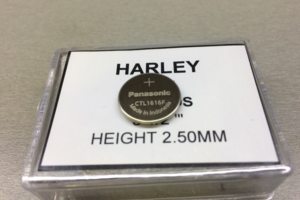 HARLEY
+
Panasonic
CTL1616F
Made in Indonesia
HEIGHT 2.50MM